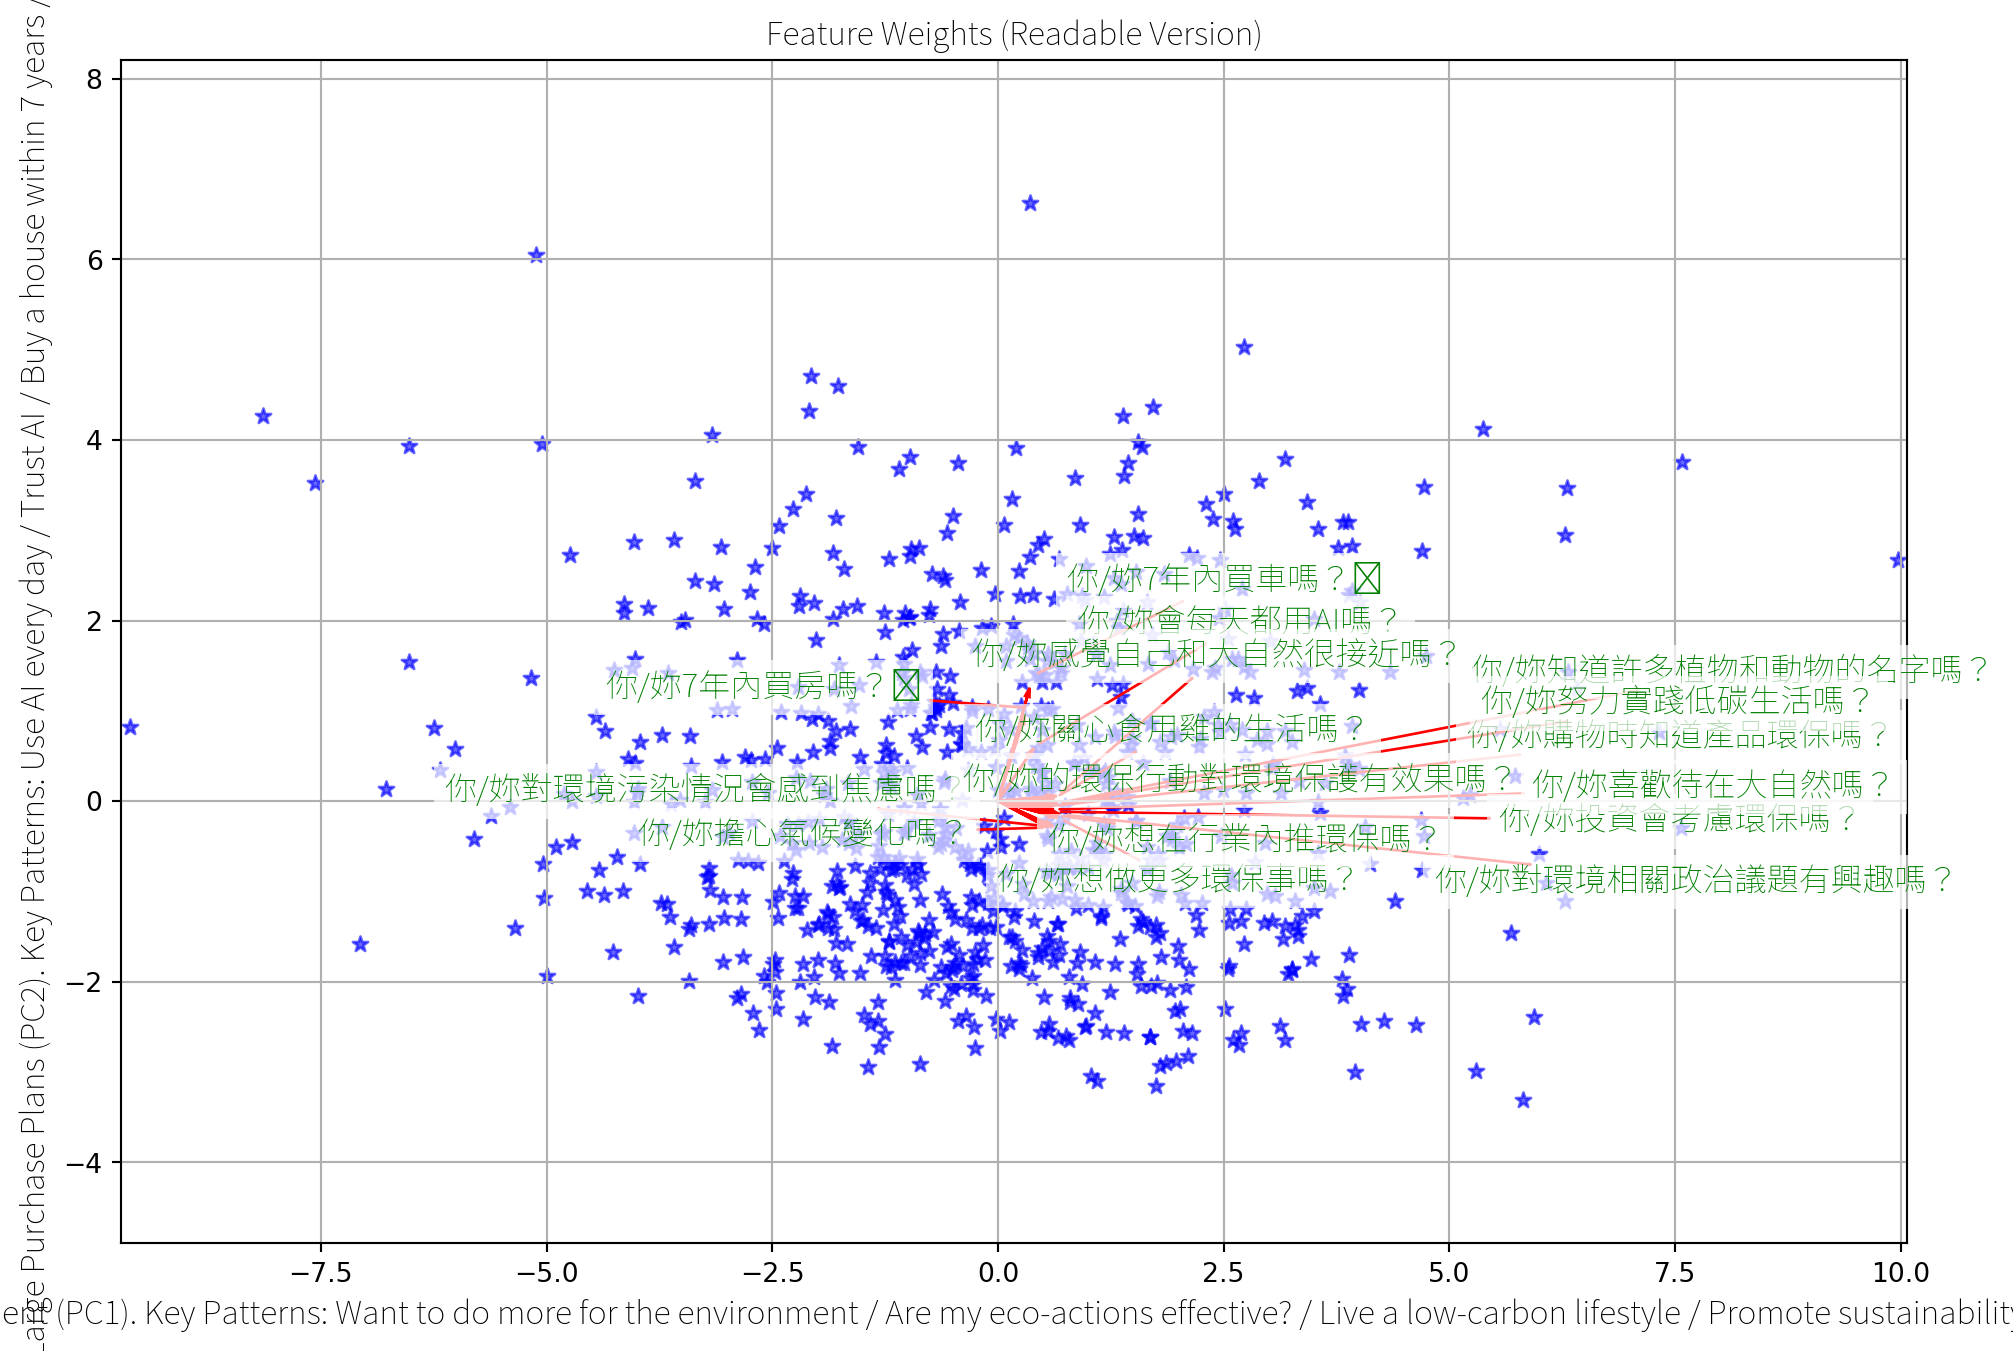 Feature Weights (Readable Version)
Large Purchase Plans (PC2). Key Patterns: Use AI every day / Trust AI / Buy a house within 7 years /
8
6
4
2
0
−2
−4
你/妳7年內買車嗎？
你/妳會每天都用AI嗎？
你/妳感覺自己和大自然很接近嗎？
你/妳知道許多植物和動物的名字嗎？
你/妳7年內買房嗎？
你/妳努力實踐低碳生活嗎？
你/妳關心食用雞的生活嗎？
你/妳購物時知道產品環保嗎？
你/妳對環境污染情況會感到焦慮嗎？
你/妳的環保行動對環境保護有效果嗎？
你/妳喜歡待在大自然嗎？
你/妳投資會考慮環保嗎？
你/妳擔心氣候變化嗎？
你/妳想在行業內推環保嗎？
你/妳想做更多環保事嗎？
你/妳對環境相關政治議題有興趣嗎？
−7.5
−5.0
−2.5
0.0
2.5
5.0
7.5
10.0
(PC1). Key Patterns: Want to do more for the environment / Are my eco-actions effective? / Live a low-carbon lifestyle / Promote sustainability